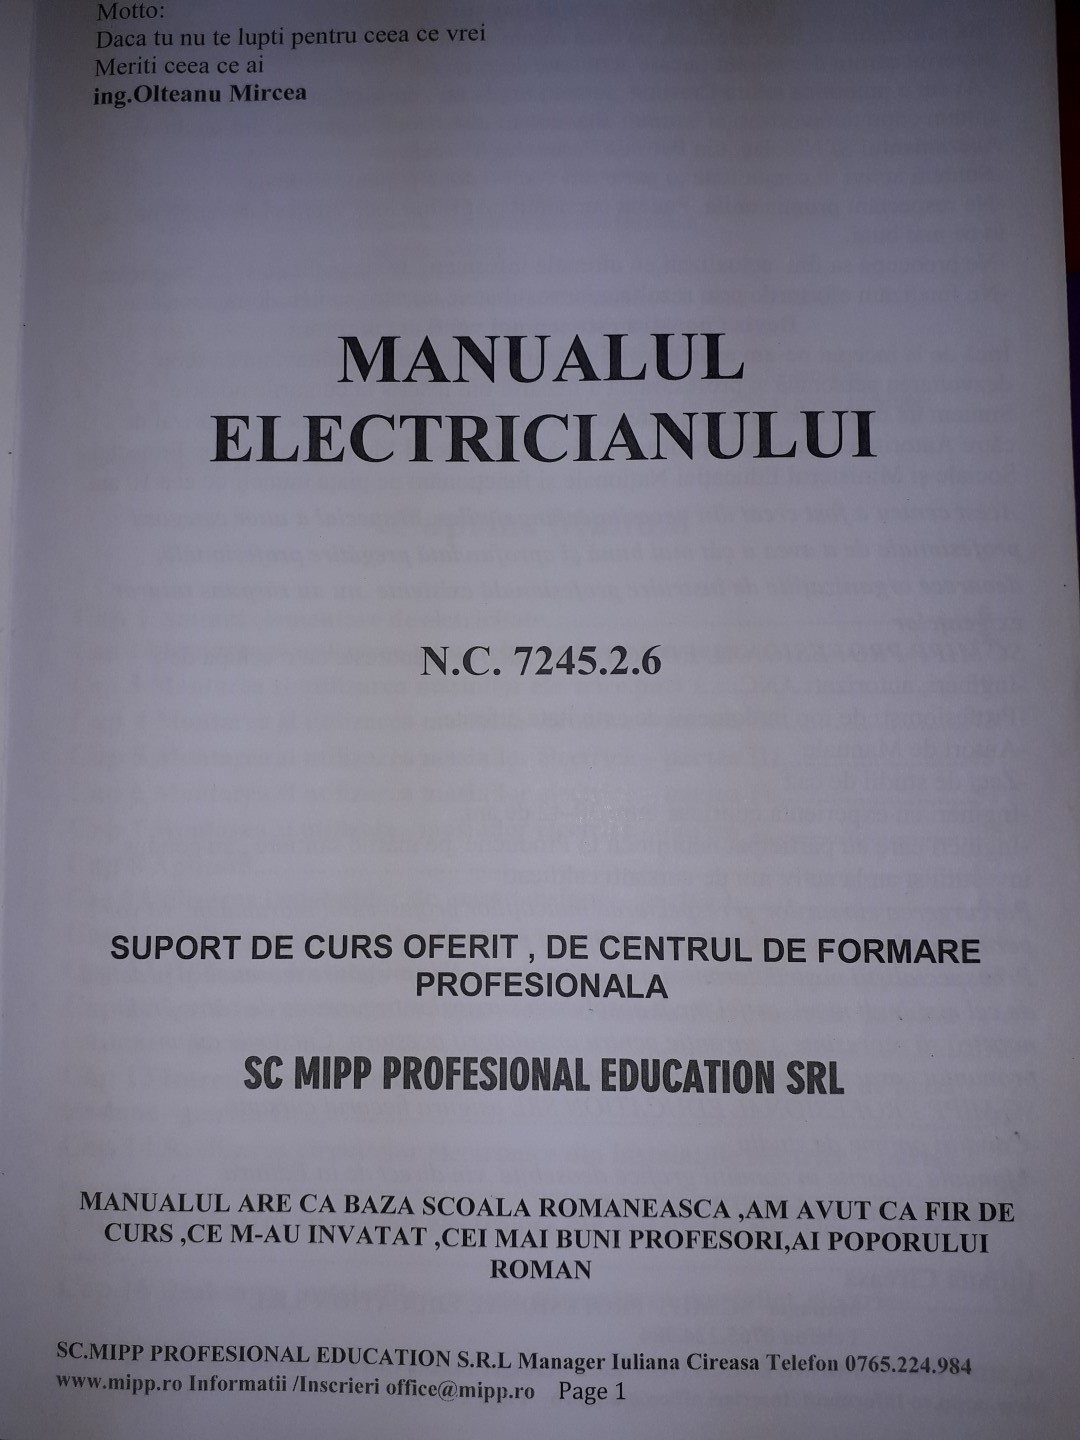 Motto:
Daca tu nu te lupti pentru ceea ce vrei
Meriti ceea ce ai
ing.Olteanu Mircea
MANUALUL
ELECTRICIANULUI
N.C. 7245.2.6
SUPORT DE CURS OFERIT , DE CENTRUL DE FORMARE
PROFESIONALA
SC MIPP PROFESIONAL EDUCATION SRL
MANUALUL ARE CA BAZA SCOALA ROMANEASCA ,AM AVUT CA FIR DE
CURS ,CE M-AU INVATAT ,CEI MAI BUNI PROFESORI,AI POPORULUI
ROMAN
SC.MIPP PROFESIONAL EDUCATION S.R.L Manager Iuliana Cireasa Telefon 0765.224.984
www.mipp.ro Informatii /Inscrieri office@mipp.ro Page 1